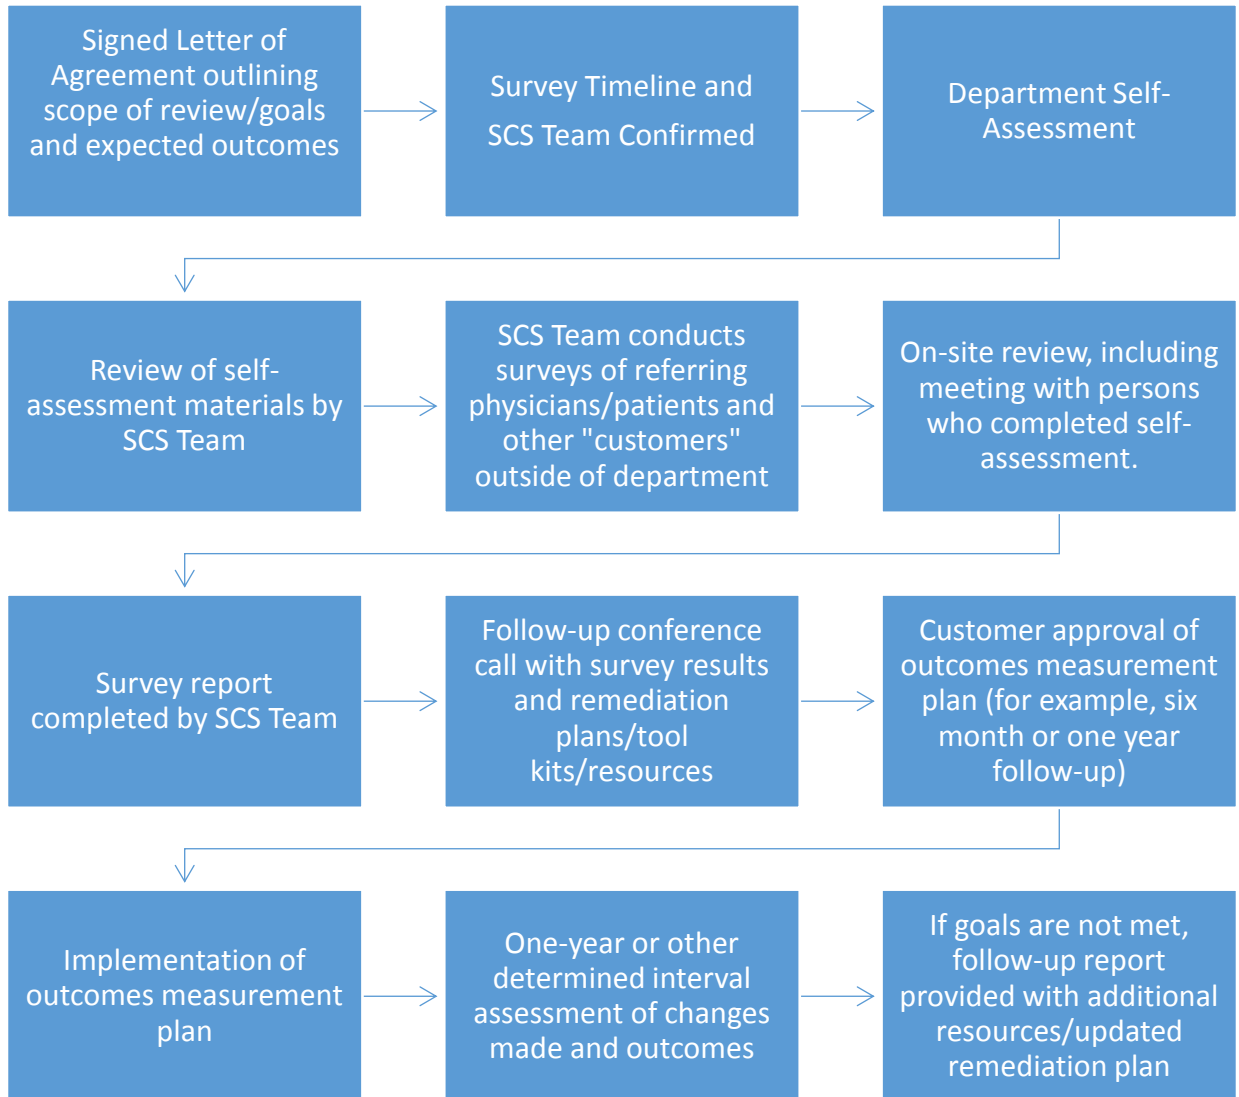 Signed Letter of
Agreement outlining
scope of review/goals
and expected outcomes
Survey Timeline and
SCS Team Confirmed
Department Self-
Assessment
Review of self-
assessment materials by
SCS Team
SCS Team conducts
surveys of referring
physicians/patients and
other "customers"
outside of department
On-site review, including
meeting with persons
who completed self-
assessment.
Survey report
completed by SCS Team
Follow-up conference
call with survey results
and remediation
plans/tool
kits/resources
Customer approval of
outcomes measurement
plan (for example, six
month or one year
follow-up)
Implementation of
outcomes measurement
plan
One-year or other
determined interval
assessment of changes
made and outcomes
If goals are not met,
follow-up report
provided with additional
resources/updated
remediation plan